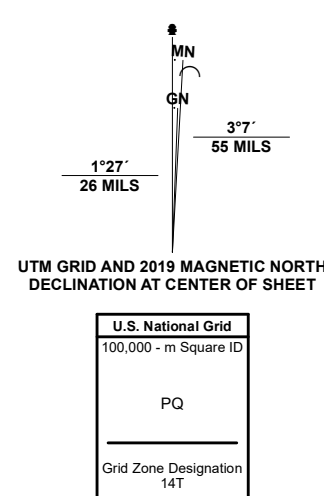 MN
GN
3°7´
55 MILS
1°27´
26 MILS
UTM GRID AND 2019 MAGNETIC NORTH
DECLINATION AT CENTER OF SHEET
U.S. National Grid
100,000 - m Square ID
PQ
Grid Zone Designation
14T